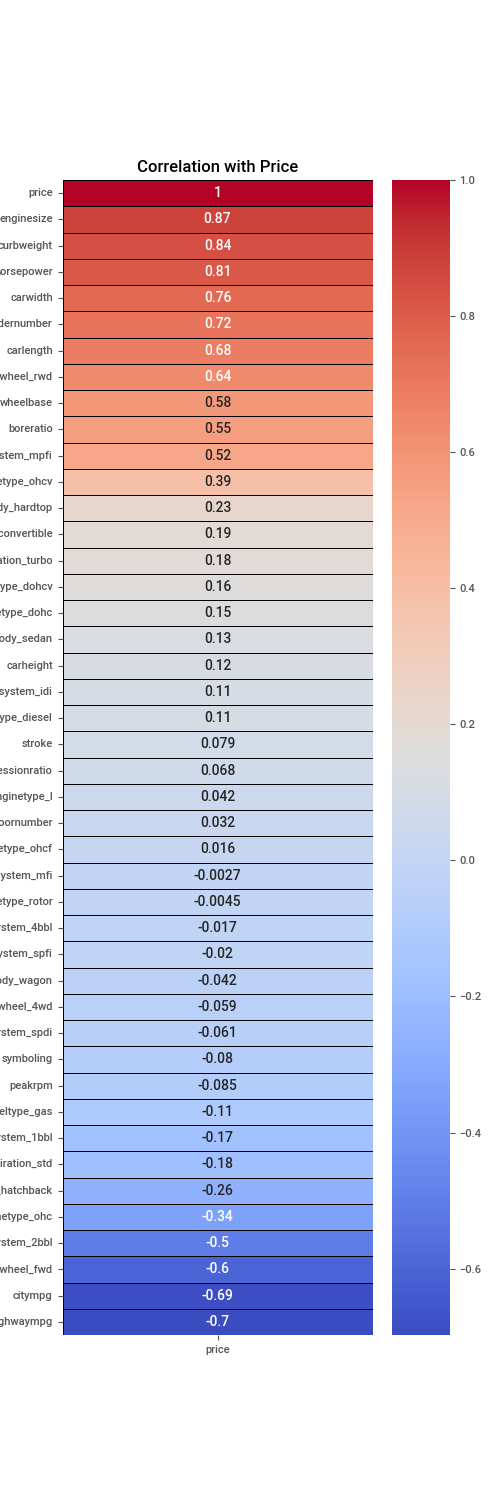 Correlation with Price
price 1 1.0
enginesize 0.87
curbweight 0.84
orsepower 0.81
carwidth 0.76
0.8
dernumber 0.72
carlength 0.68
wheel_rwd 0.64
wheelbase 0.58
boreratio 0.55
stem_mpfi 0.52 0.6
etype_ohcv 0.39
dy_hardtop 0.23
convertible 0.19
ation_turbo 0.18
ype_dohcv 0.16 0.4
etype_dohc 0.15
ody_sedan 0.13
carheight 0.12
system_idi 0.11
ype_diesel 0.11 0.2
stroke 0.079
essionratio 0.068
nginetype_l 0.042
oornumber 0.032
etype_ohcf 0.016 0.0
ystem_mfi -0.0027
etype_rotor -0.0045
ystem_4bbl -0.017
ystem_spfi -0.02
ody_wagon -0.042 −0.2
wheel_4wd -0.059
stem_spdi -0.061
symboling -0.08
peakrpm -0.085
eltype_gas -0.11
ystem_1bbl -0.17 −0.4
iration_std -0.18
hatchback -0.26
netype_ohc -0.34
ystem_2bbl -0.5
wheel_fwd -0.6 −0.6
citympg -0.69
ghwaympg -0.7
price